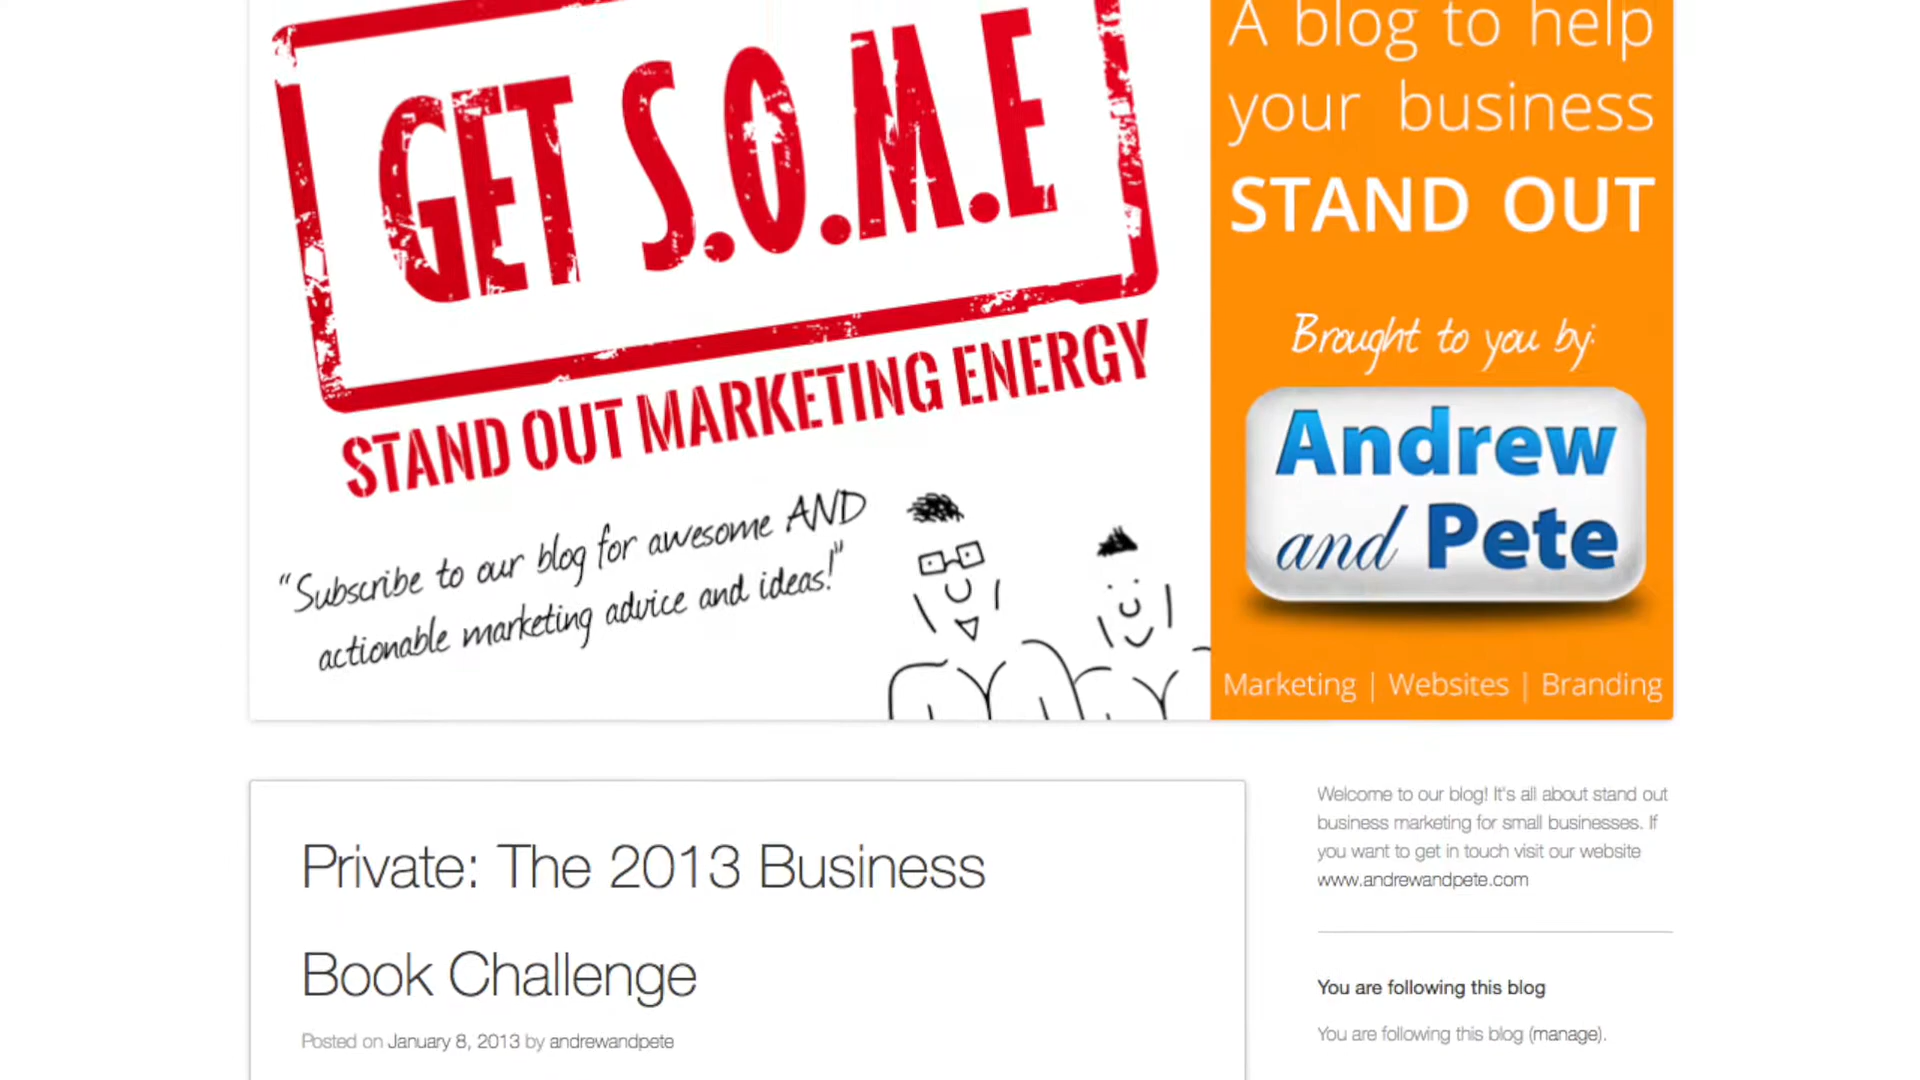 GET S.O.M.E
STAND OUT MARKETING ENERGY
"Subscribe to our blog for awesome AND
actionable marketing advice and ideas!"
A blog to help
your business
STAND OUT
Brought to you by:
Andrew
and Pete
Marketing | Websites | Branding
Private: The 2013 Business
Book Challenge
Posted on January 8, 2013 by andrewandpete
Welcome to our blog! It's all about stand out
business marketing for small businesses. If
you want to get in touch visit our website
www.andrewandpete.com
You are following this blog
You are following this blog (manage).